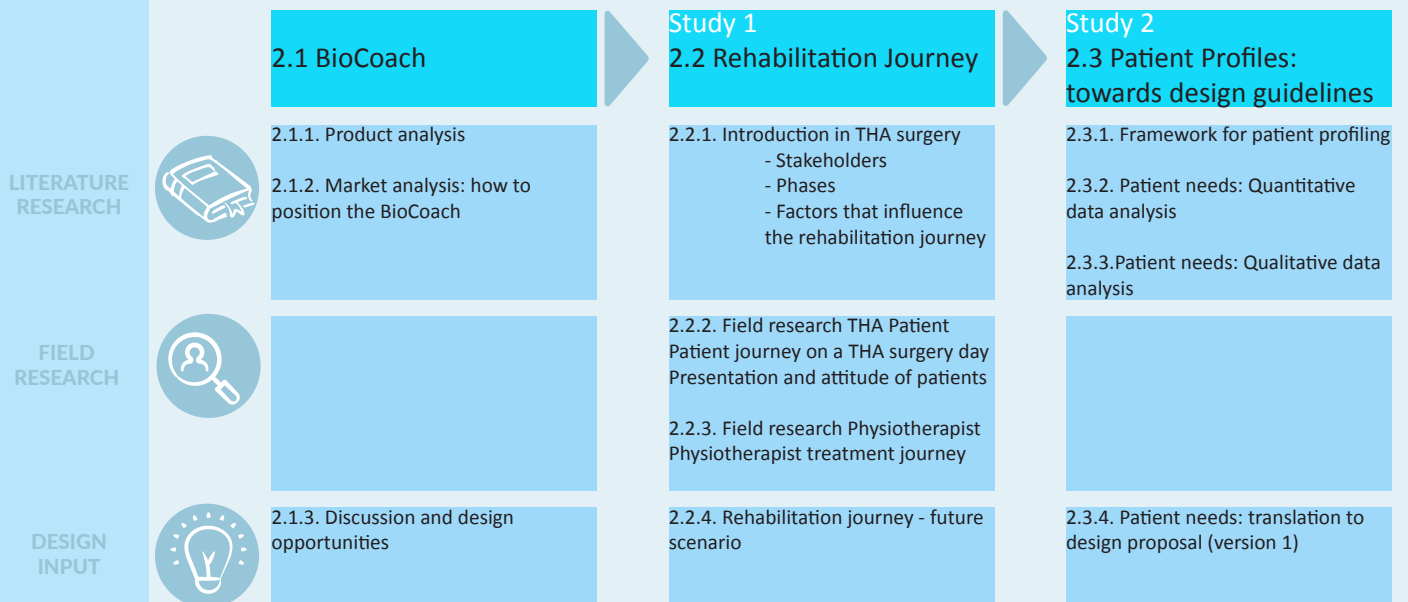 2.1 BioCoach
Study 1
2.2 Rehabilitation Journey
Study 2
2.3 Patient Profiles:
towards design guidelines
LITERATURE
RESEARCH
2.1.1. Product analysis
2.1.2. Market analysis: how to
position the BioCoach
2.2.1. Introduction in THA surgery
- Stakeholders
- Phases
- Factors that influence
the rehabilitation journey
2.3.1. Framework for patient profiling
2.3.2. Patient needs: Quantitative
data analysis
2.3.3.Patient needs: Qualitative data
analysis
FIELD
RESEARCH
2.2.2. Field research THA Patient
Patient journey on a THA surgery day
Presentation and attitude of patients
2.2.3. Field research Physiotherapist
Physiotherapist treatment journey
DESIGN
INPUT
2.1.3. Discussion and design
opportunities
2.2.4. Rehabilitation journey - future
scenario
2.3.4. Patient needs: translation to
design proposal (version 1)